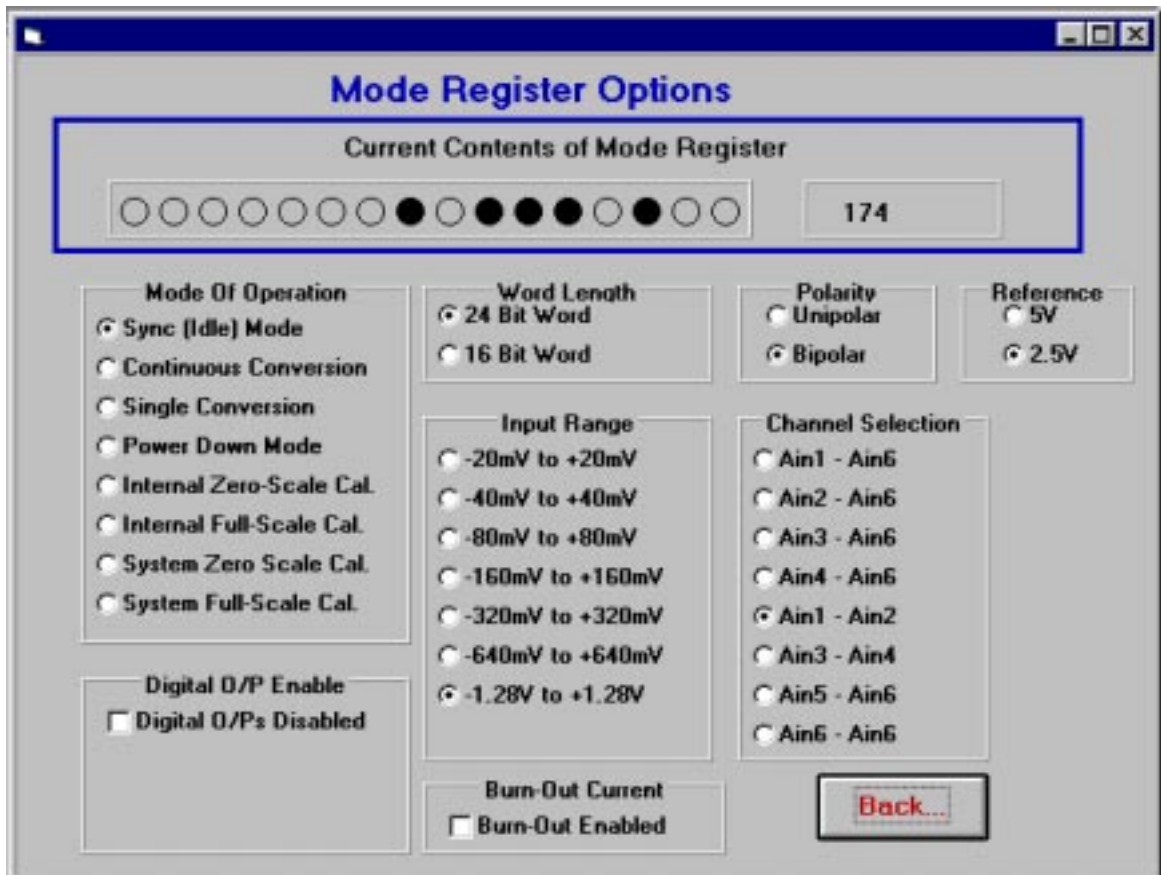 Mode Register Options
Current Contents of Mode Register
174
Mode Of Operation
Sync (Idle) Mode
Continuous Conversion
Single Conversion
Power Down Mode
Internal Zero-Scale Cal.
Internal Full-Scale Cal.
System Zero Scale Cal.
System Full-Scale Cal.
Word Length
24 Bit Word
16 Bit Word
Polarity
Unipolar
Bipolar
Reference
5V
2.5V
Input Range
-20mV to +20mV
-40mV to +40mV
-80mV to +80mV
-160mV to +160mV
-320mV to +320mV
-640mV to +640mV
-1.28V to +1.28V
Channel Selection
Ain1 - Ain6
Ain2 - Ain6
Ain3 - Ain6
Ain4 - Ain6
Ain1 - Ain2
Ain3 - Ain4
Ain5 - Ain6
Ain6 - Ain6
Digital O/P Enable
Digital O/Ps Disabled
Burn-Out Current
Burn-Out Enabled
Back...